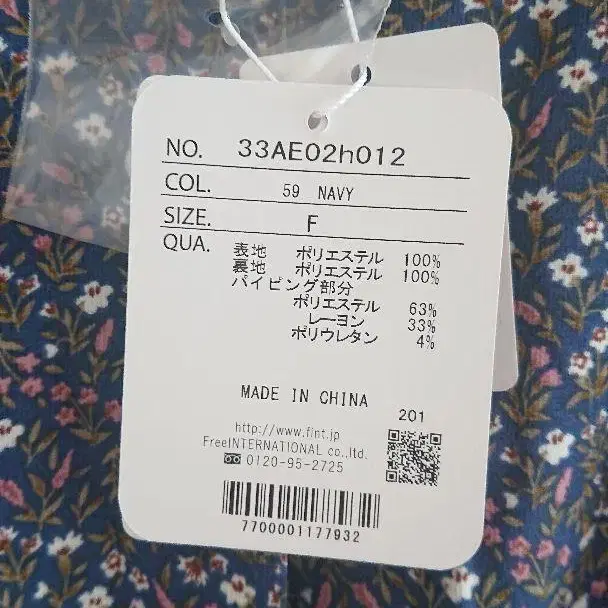 NO. 33AE02h012
COL. 59 NAVY
SIZE. F
QUA. 表地 ポリエステル 100%
裏地 ポリエステル 100%
パイピング部分
ポリエステル 63%
レーヨン 33%
ポリウレタン 4%
MADE IN CHINA
201
http://www.fint.jp
FreeINTERNATIONAL co.,ltd.
0120-95-2725
7700001177932